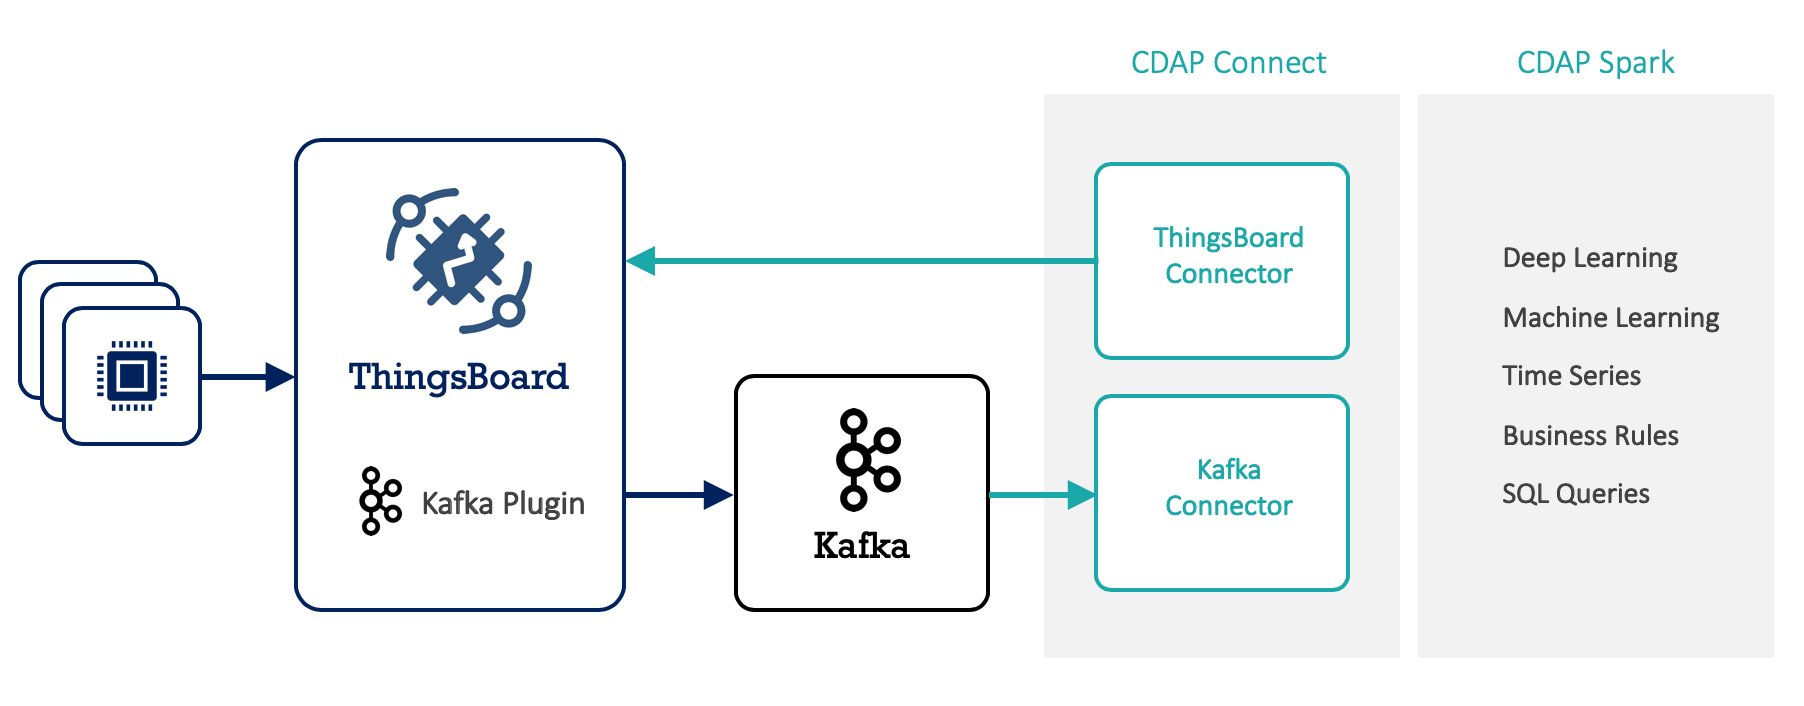 CDAP Connect
CDAP Spark
ThingsBoard
Kafka Plugin
Kafka
ThingsBoard
Connector
Kafka
Connector
Deep Learning
Machine Learning
Time Series
Business Rules
SQL Queries